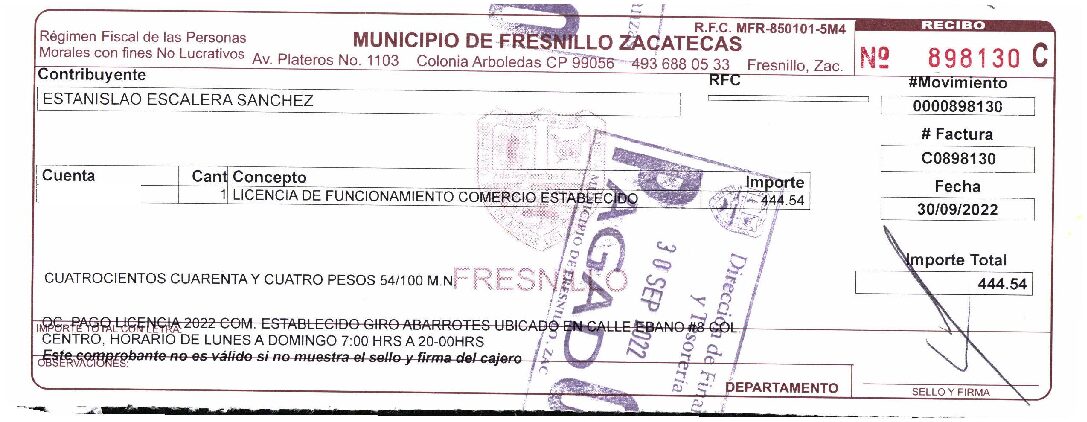 Régimen Fiscal de las Personas
Morales con fines No Lucrativos
R.F.C. MFR-850101-5M4
MUNICIPIO DE FRESNILLO ZACATECAS
Av. Plateros No. 1103 Colonia Arboledas CP 99056 493 688 05 33 Fresnillo, Zac.
RECIBO
Nº 898130 C
Contribuyente
RFC
ESTANISLAO ESCALERA SANCHEZ
#Movimiento
0000898130
# Factura
C0898130
Fecha
30/09/2022
Cuenta Cant Concepto Importe
1 LICENCIA DE FUNCIONAMIENTO COMERCIO ESTABLECIDO 444.54
Importe Total
444.54
CUATROCIENTOS CUARENTA Y CUATRO PESOS 54/100 M.N
FRESNILLO
OC. PAGO LICENCIA 2022 COM. ESTABLECIDO GIRO ABARROTES UBICADO EN CALLE EBANO #8 COL
IMPORTE TOTAL CON LETRA:
CENTRO, HORARIO DE LUNES A DOMINGO 7:00 HRS A 20-00HRS
Este comprobante no es válido si no muestra el sello y firma del cajero
OBSERVACIONES:
DEPARTAMENTO
SELLO Y FIRMA
MUNICIPIO DE FRESNILLO, ZAC
PAGADO
30 SEP 2022
Dirección de Finan
y Tesorería